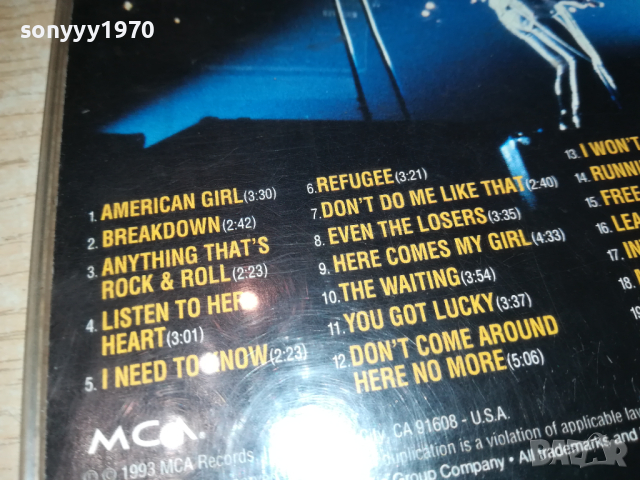 sonyyy1970
1. AMERICAN GIRL (3:30)
2. BREAKDOWN (2:42)
3. ANYTHING THAT'S
ROCK & ROLL (2:23)
4. LISTEN TO HER
HEART (3:01)
5. I NEED TO KNOW (2:23)
6. REFUGEE (3:21)
7. DON'T DO ME LIKE THAT (2:40)
8. EVEN THE LOSERS (3:35)
9. HERE COMES MY GIRL (4:33)
10. THE WAITING (3:54)
11. YOU GOT LUCKY (3:37)
12. DON'T COME AROUND
HERE NO MORE (5:06)
13. I WON'T
14.
15. FREE
16.
17.
18.
MCA
CA 91608 - U.S.A.
℗ © 1993 MCA Records,
duplication is a violation of applicable
Group Company • All trademarks and
BAZAR